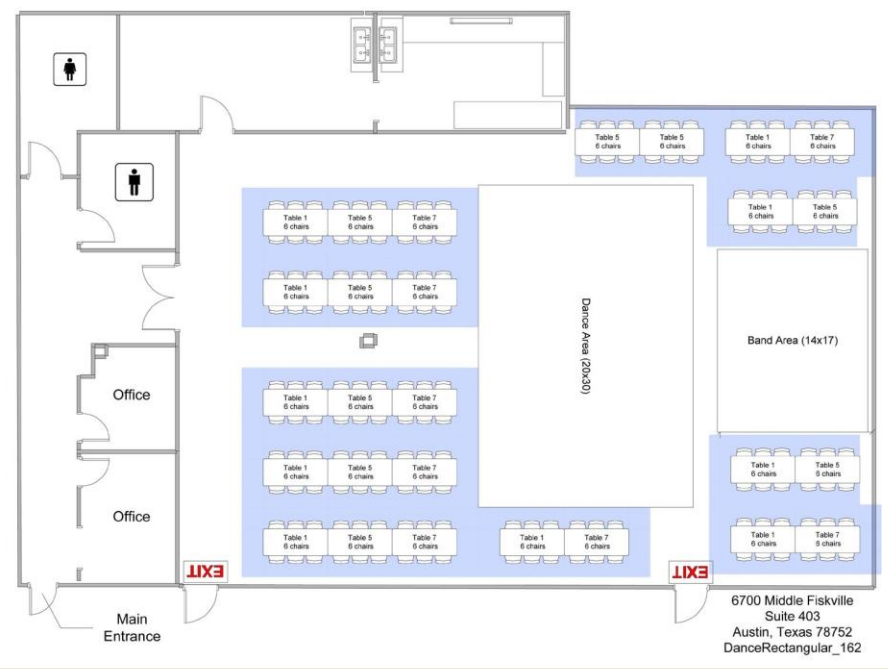 Table 5
6 chairs
Table 5
6 chairs
Table 1
6 chairs
Table 7
6 chairs
Table 1
6 chairs
Table 5
6 chairs
Table 1
6 chairs
Table 5
6 chairs
Table 7
6 chairs
Table 1
6 chairs
Table 5
6 chairs
Table 7
6 chairs
Dance Area (20x30)
Band Area (14x17)
Office
Table 1
6 chairs
Table 5
6 chairs
Table 7
6 chairs
Table 1
6 chairs
Table 5
6 chairs
Table 7
6 chairs
Table 1
6 chairs
Table 5
5 chairs
Office
Table 1
6 chairs
Table 5
6 chairs
Table 7
6 chairs
Table 1
6 chairs
Table 7
6 chairs
Table 1
6 chairs
Table 7
6 chairs
EXIT
EXIT
Main
Entrance
6700 Middle Fiskville
Suite 403
Austin, Texas 78752
DanceRectangular_162